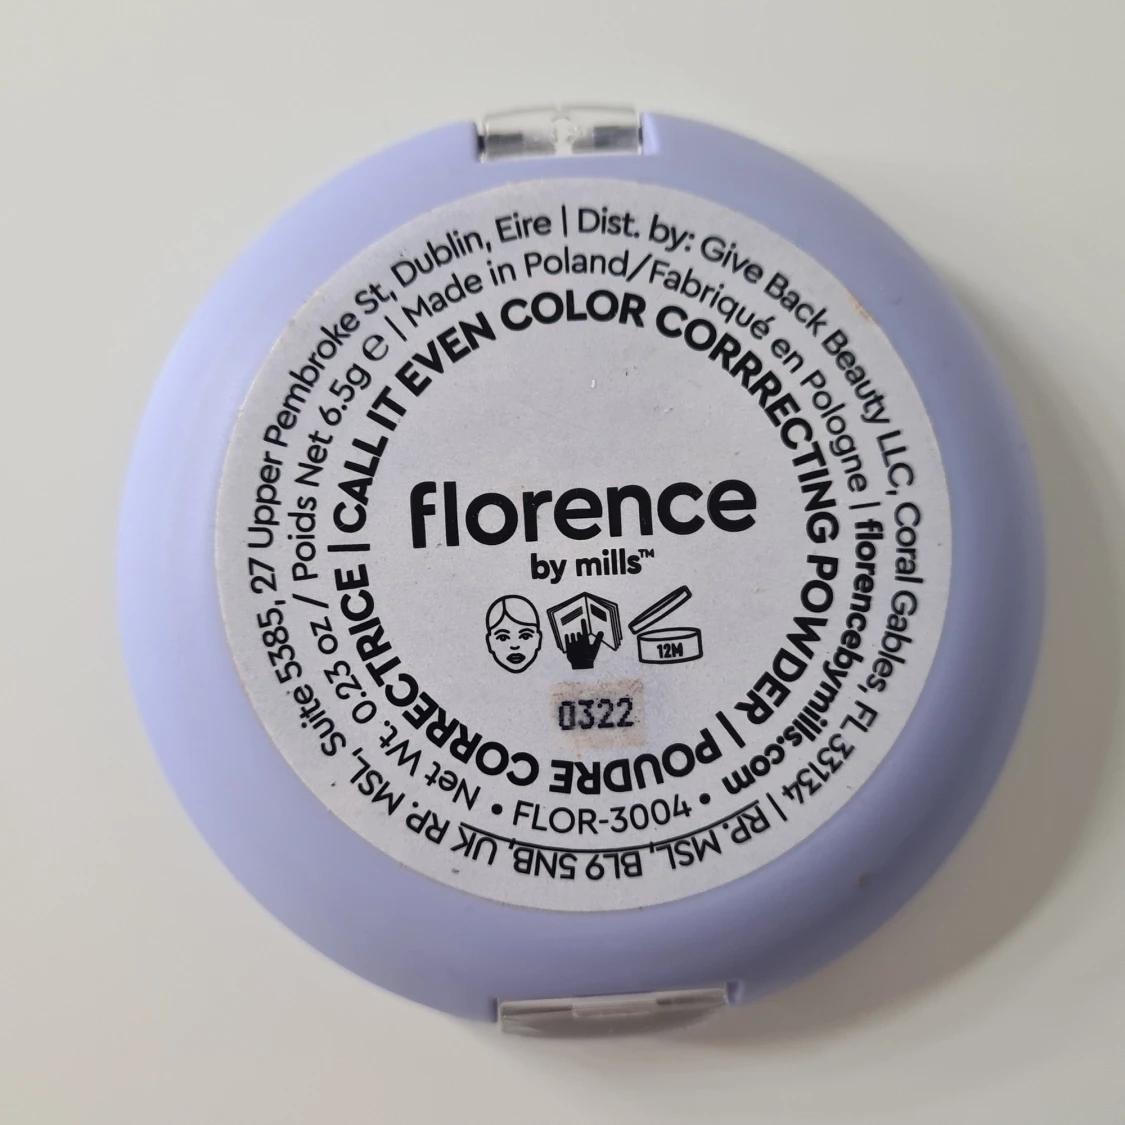 Dist. by: Give Back Beauty LLC, Coral Gables, FL 33134 | RP. MSL, BL9 5NB, UK RP. MSL, Suite 5385, 27 Upper Pembroke St, Dublin, Eire |
Net Wt. 0.23 oz / Poids Net 6.5g ℮ | Made in Poland/Fabriqué en Pologne | florencebymills.com • FLOR-3004 •
CALL IT EVEN COLOR CORRRECTING POWDER | POUDRE CORRECTRICE |
florence
by mills™
12M
0322